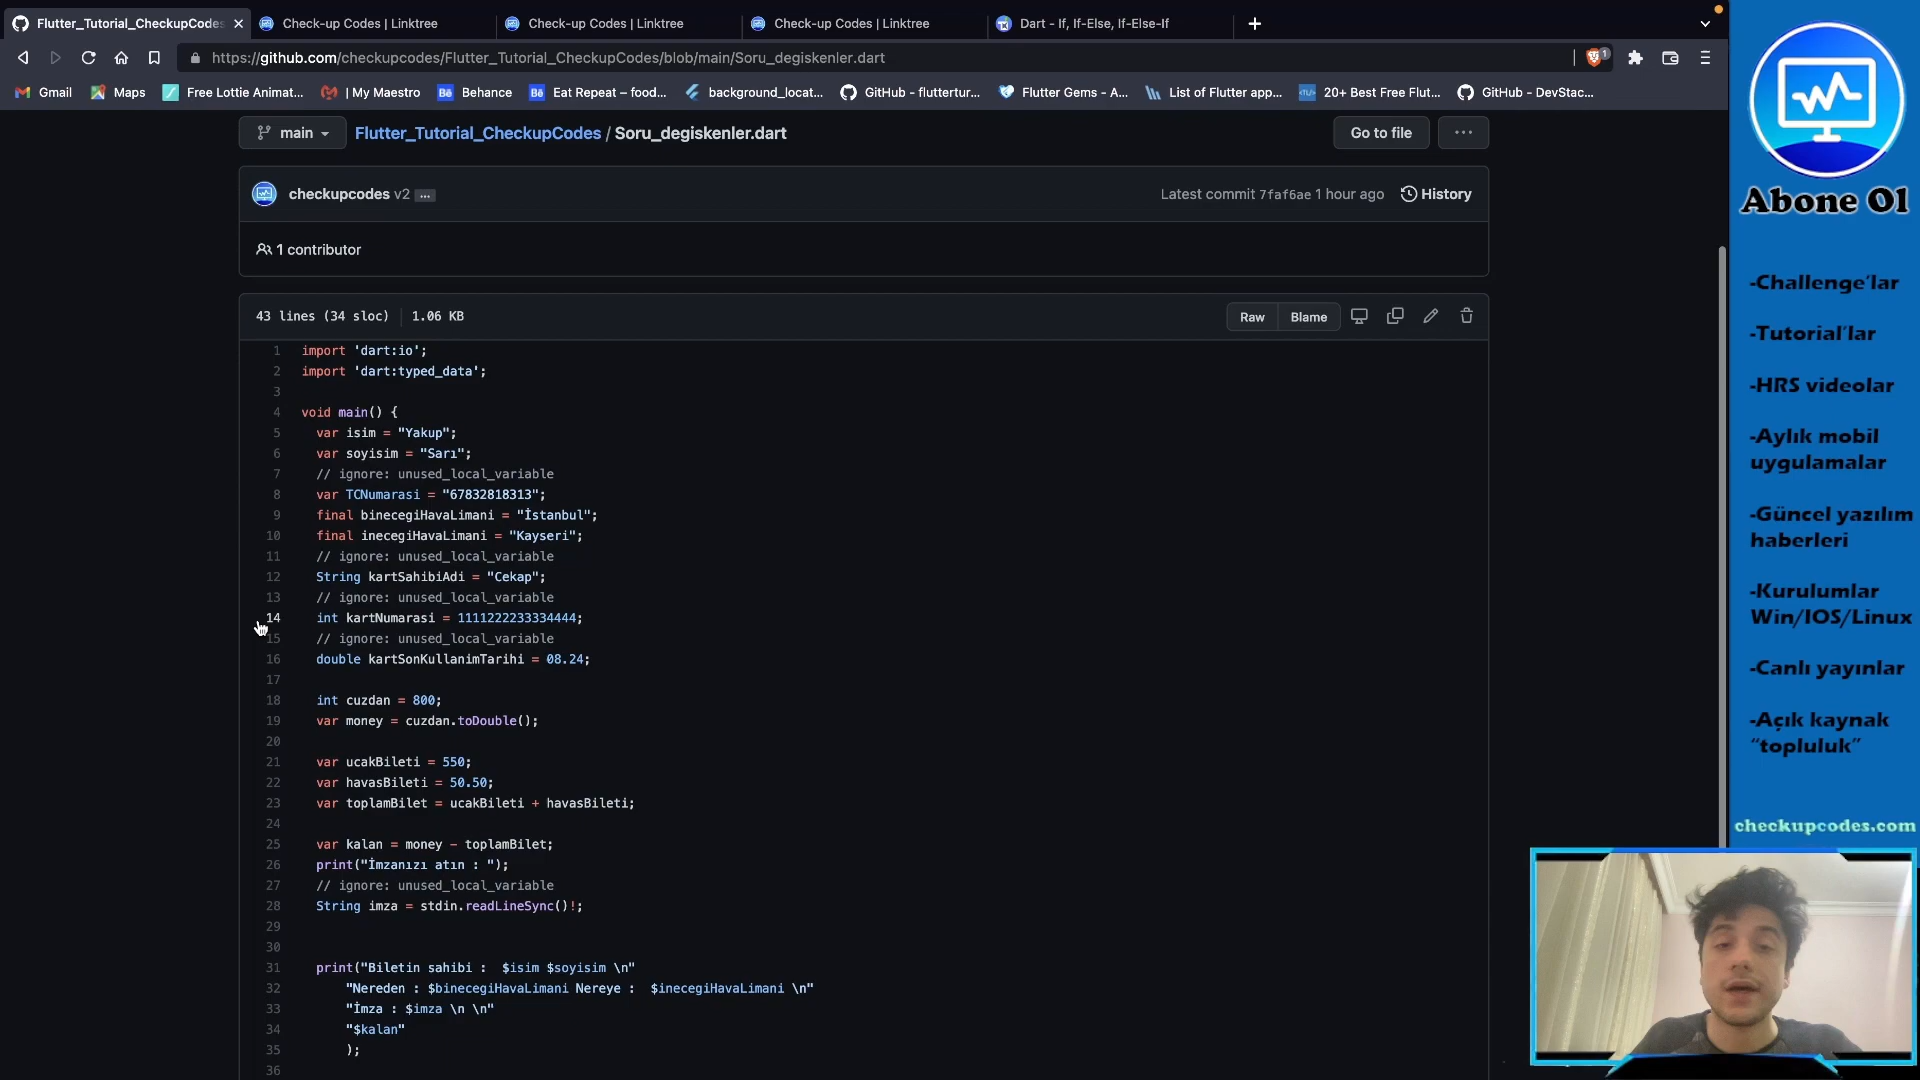 Flutter_Tutorial_CheckupCodes
Check-up Codes | Linktree
Check-up Codes | Linktree
Check-up Codes | Linktree
Dart - If, If-Else, If-Else-If
https://github.com/checkupcodes/Flutter_Tutorial_CheckupCodes/blob/main/Soru_degiskenler.dart
1
Gmail
Maps
Free Lottie Animat...
| My Maestro
Behance
Eat Repeat – food...
background_locat...
GitHub - fluttertur...
Flutter Gems - A...
List of Flutter app...
20+ Best Free Flut...
GitHub - DevStac...
main
Flutter_Tutorial_CheckupCodes / Soru_degiskenler.dart
Go to file
...
checkupcodes v2 ...
Latest commit 7faf6ae 1 hour ago
History
1 contributor
43 lines (34 sloc) | 1.06 KB
Raw
Blame
1 import 'dart:io';
2 import 'dart:typed_data';
3
4 void main() {
5 var isim = "Yakup";
6 var soyisim = "Sarı";
7 // ignore: unused_local_variable
8 var TCNumarasi = "67832818313";
9 final binecegiHavaLimani = "İstanbul";
10 final inecegiHavaLimani = "Kayseri";
11 // ignore: unused_local_variable
12 String kartSahibiAdi = "Cekap";
13 // ignore: unused_local_variable
14 int kartNumarasi = 1111222233334444;
15 // ignore: unused_local_variable
16 double kartSonKullanimTarihi = 08.24;
17
18 int cuzdan = 800;
19 var money = cuzdan.toDouble();
20
21 var ucakBileti = 550;
22 var havasBileti = 50.50;
23 var toplamBilet = ucakBileti + havasBileti;
24
25 var kalan = money - toplamBilet;
26 print("İmzanızı atın : ");
27 // ignore: unused_local_variable
28 String imza = stdin.readLineSync()!;
29
30
31 print("Biletin sahibi :  $isim $soyisim \n"
32 "Nereden : $binecegiHavaLimani Nereye :  $inecegiHavaLimani \n"
33 "İmza : $imza \n \n"
34 "$kalan"
35 );
36
Abone Ol
-Challenge'lar
-Tutorial'lar
-HRS videolar
-Aylık mobil
uygulamalar
-Güncel yazılım
haberleri
-Kurulumlar
Win/IOS/Linux
-Canlı yayınlar
-Açık kaynak
"topluluk"
checkupcodes.com